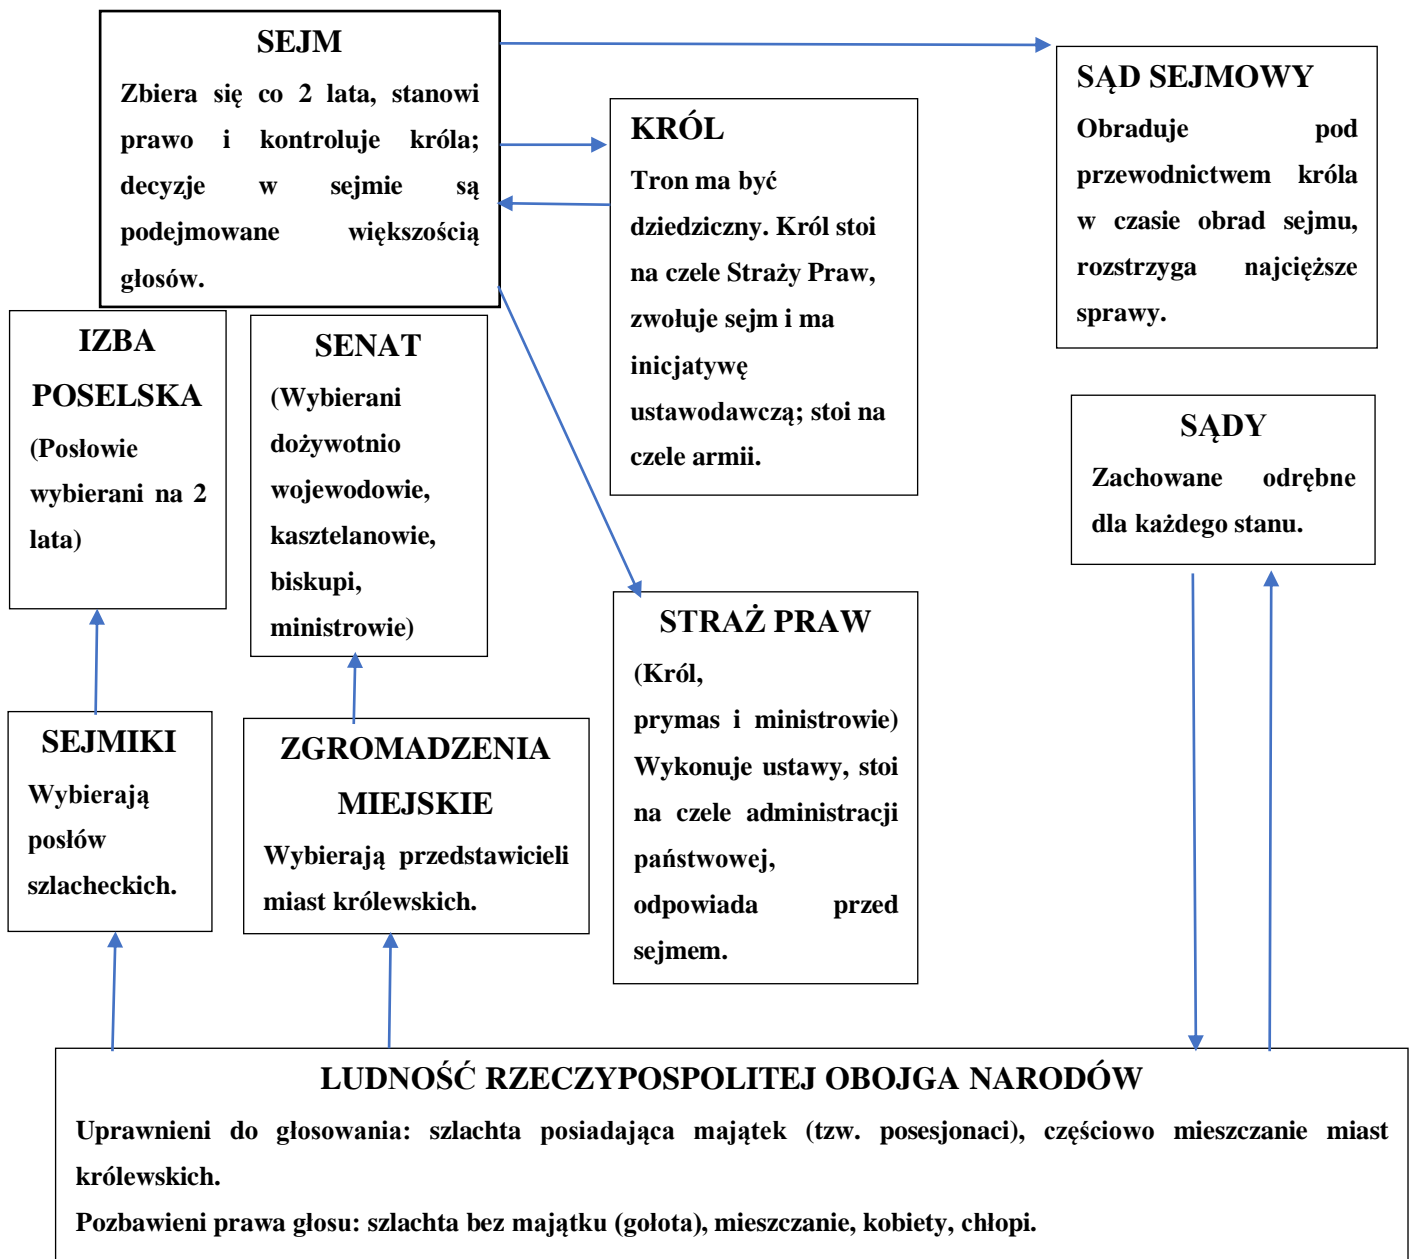 SEJM
Zbiera się co 2 lata, stanowi
prawo i kontroluje króla;
decyzje w sejmie są
podejmowane większością
głosów.
KRÓL
Tron ma być
dziedziczny. Król stoi
na czele Straży Praw,
zwołuje sejm i ma
inicjatywę
ustawodawczą; stoi na
czele armii.
SĄD SEJMOWY
Obraduje pod
przewodnictwem króla
w czasie obrad sejmu,
rozstrzyga najcięższe
sprawy.
IZBA
POSELSKA
(Posłowie
wybierani na 2
lata)
SENAT
(Wybierani
dożywotnio
wojewodowie,
kasztelanowie,
biskupi,
ministrowie)
SĄDY
Zachowane odrębne
dla każdego stanu.
STRAŻ PRAW
(Król,
prymas i ministrowie)
Wykonuje ustawy, stoi
na czele administracji
państwowej,
odpowiada przed
sejmem.
SEJMIKI
Wybierają
posłów
szlacheckich.
ZGROMADZENIA
MIEJSKIE
Wybierają przedstawicieli
miast królewskich.
LUDNOŚĆ RZECZYPOSPOLITEJ OBOJGA NARODÓW
Uprawnieni do głosowania: szlachta posiadająca majątek (tzw. posesjonaci), częściowo mieszczanie miast
królewskich.
Pozbawieni prawa głosu: szlachta bez majątku (gołota), mieszczanie, kobiety, chłopi.